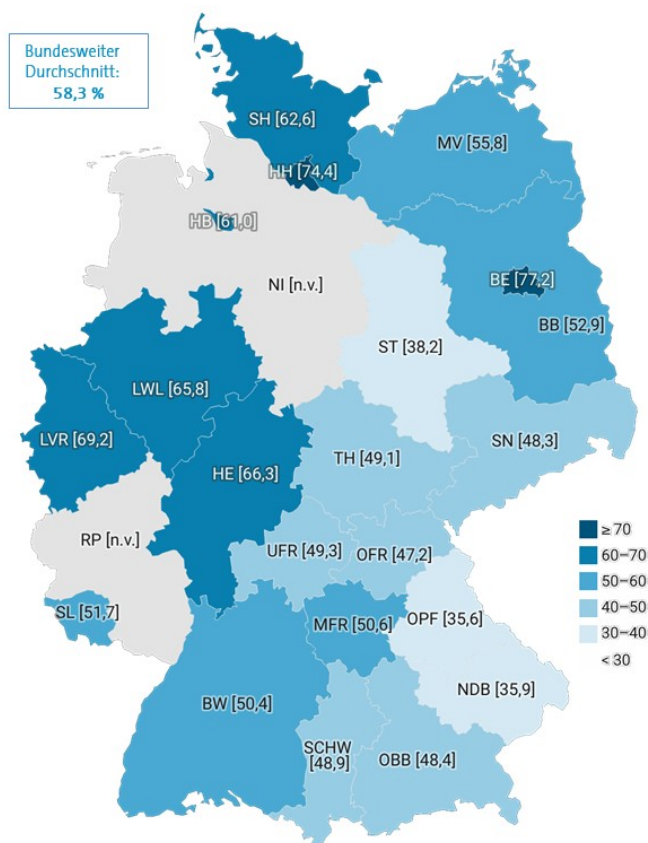 Bundesweiter
Durchschnitt:
58,3 %
SH [62,6]
MV [55,8]
HH [74,4]
HB [61,0]
NI [n.v.]
BE [77,2]
BB [52,9]
ST [38,2]
LWL [65,8]
LVR [69,2]
HE [66,3]
TH [49,1]
SN [48,3]
RP [n.v.]
UFR [49,3]
OFR [47,2]
SL [51,7]
MFR [50,6]
OPF [35,6]
NDB [35,9]
BW [50,4]
SCHW
[48,9]
OBB [48,4]
≥ 70
60–70
50–60
40–50
30–40
< 30